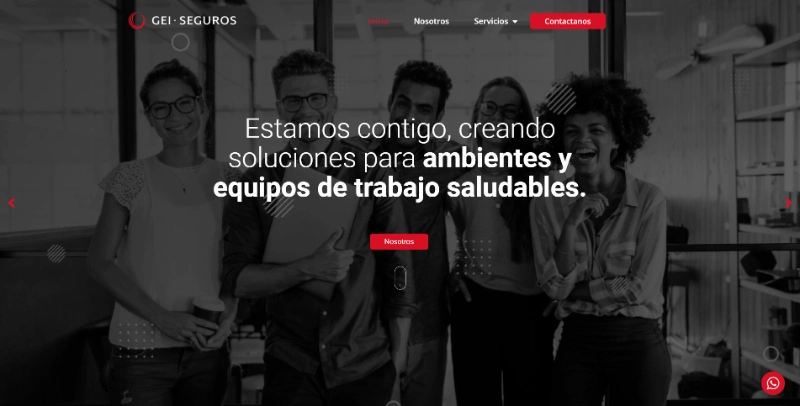 GEI · SEGUROS
Inicio
Nosotros
Servicios
Contactanos
Estamos contigo, creando
soluciones para ambientes y
equipos de trabajo saludables.
Nosotros